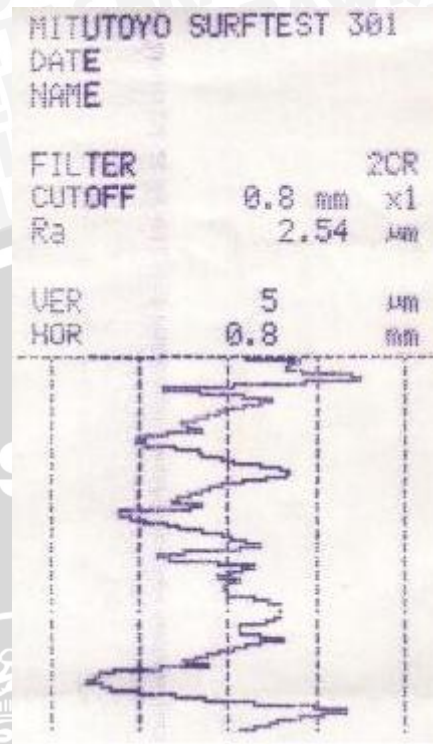 MITUTOYO SURFTEST 301
DATE
NAME
FILTER 2CR
CUTOFF 0.8 mm x1
Ra 2.54 µm
VER 5 µm
HOR 0.8 mm